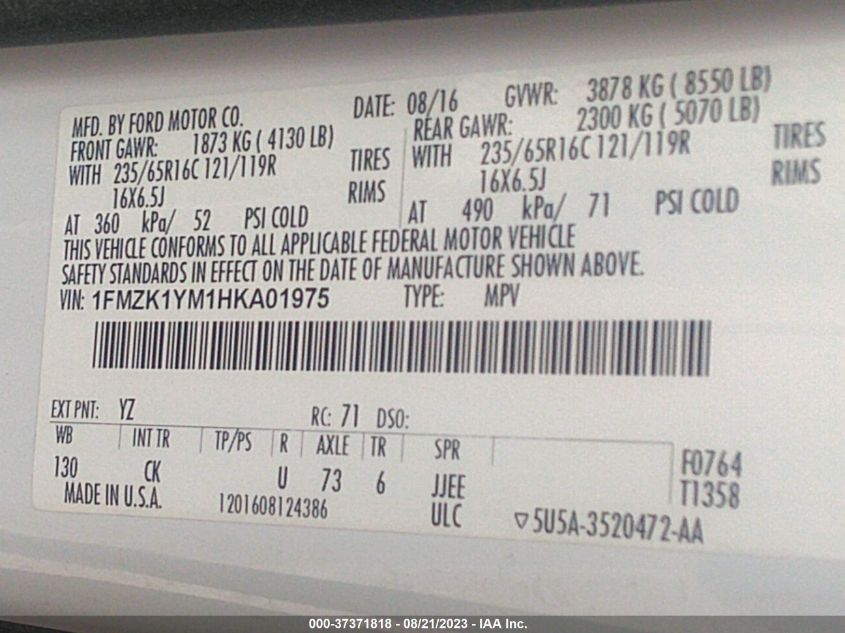 MFD. BY FORD MOTOR CO. DATE: 08/16 GVWR: 3878 KG ( 8550 LB)
FRONT GAWR: 1873 KG ( 4130 LB) REAR GAWR: 2300 KG ( 5070 LB)
WITH 235/65R16C 121/119R TIRES WITH 235/65R16C 121/119R TIRES
16X6.5J RIMS 16X6.5J RIMS
AT 360 kPa/ 52 PSI COLD AT 490 kPa/ 71 PSI COLD
THIS VEHICLE CONFORMS TO ALL APPLICABLE FEDERAL MOTOR VEHICLE
SAFETY STANDARDS IN EFFECT ON THE DATE OF MANUFACTURE SHOWN ABOVE.
VIN: 1FMZK1YM1HKA01975 TYPE: MPV
EXT PNT: YZ RC: 71 DSO:
WB INT TR TP/PS R AXLE TR SPR
130 CK U 73 6 JJEE F0764
MADE IN U.S.A. 1201608124386 ULC T1358
▽5U5A-3520472-AA
000-37371818 - 08/21/2023 - IAA Inc.